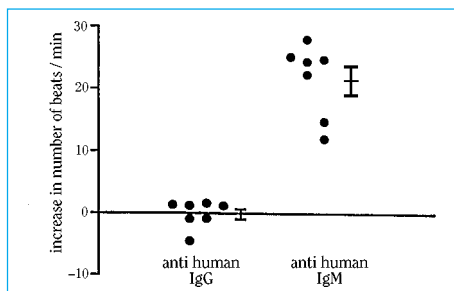 increase in number of beats / min
30
20
10
0
−10
anti human
IgG
anti human
IgM